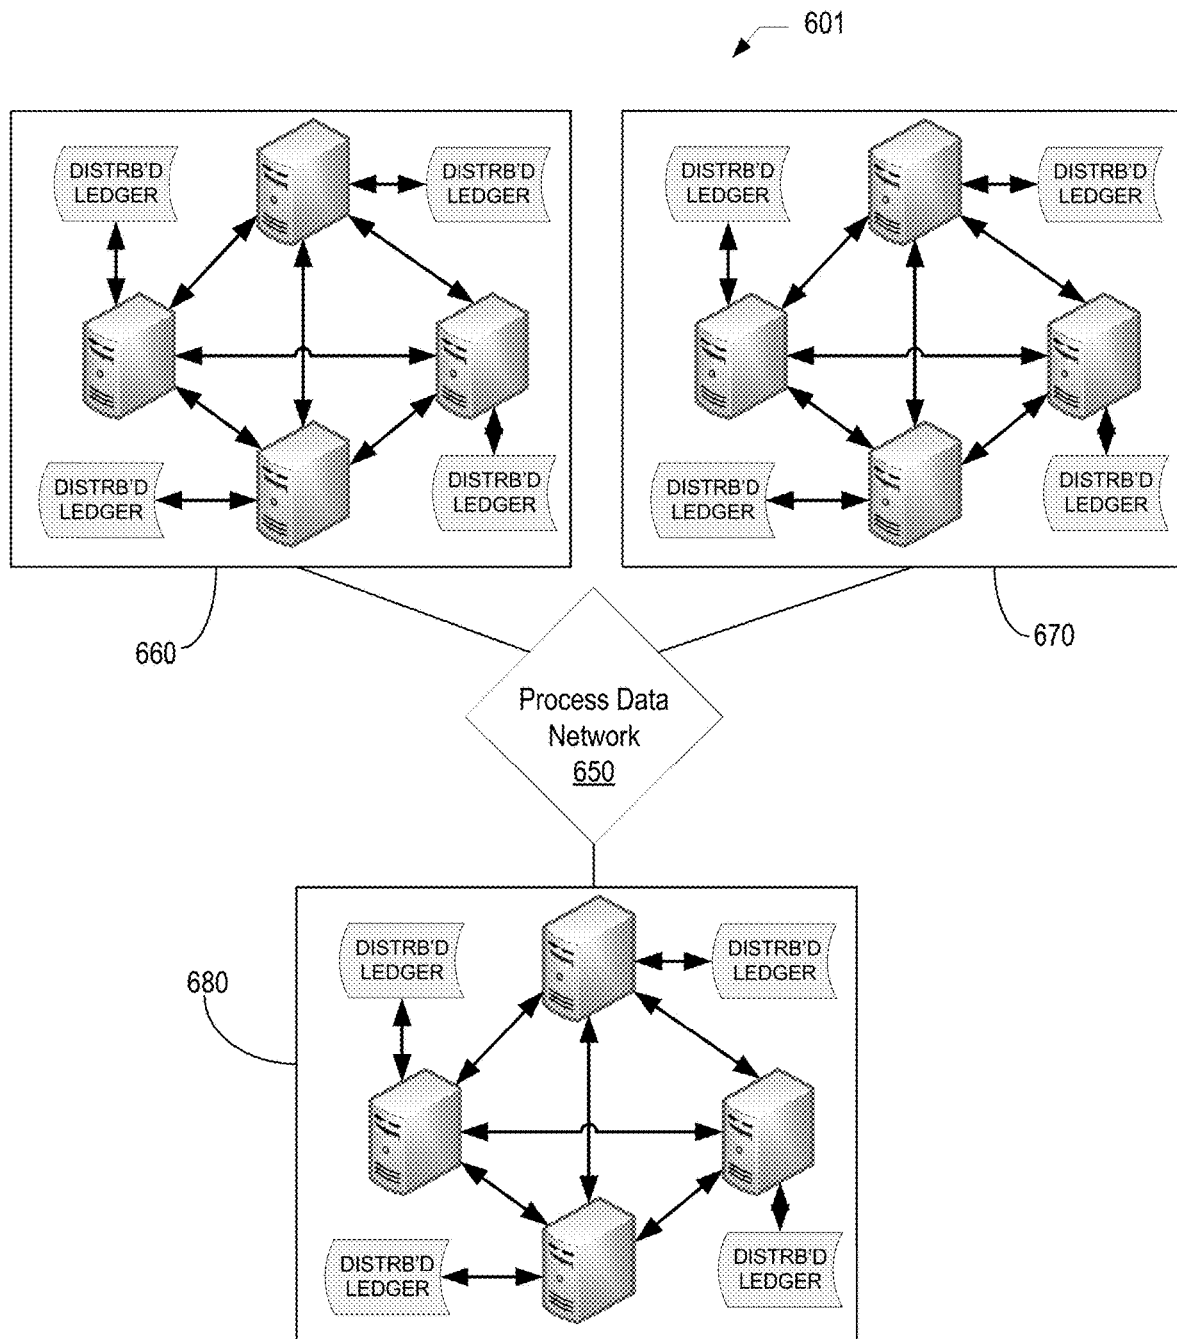 601
DISTRB'D
LEDGER
DISTRB'D
LEDGER
DISTRB'D
LEDGER
DISTRB'D
LEDGER
DISTRB'D
LEDGER
DISTRB'D
LEDGER
DISTRB'D
LEDGER
DISTRB'D
LEDGER
660
670
Process Data
Network
650
680
DISTRB'D
LEDGER
DISTRB'D
LEDGER
DISTRB'D
LEDGER
DISTRB'D
LEDGER